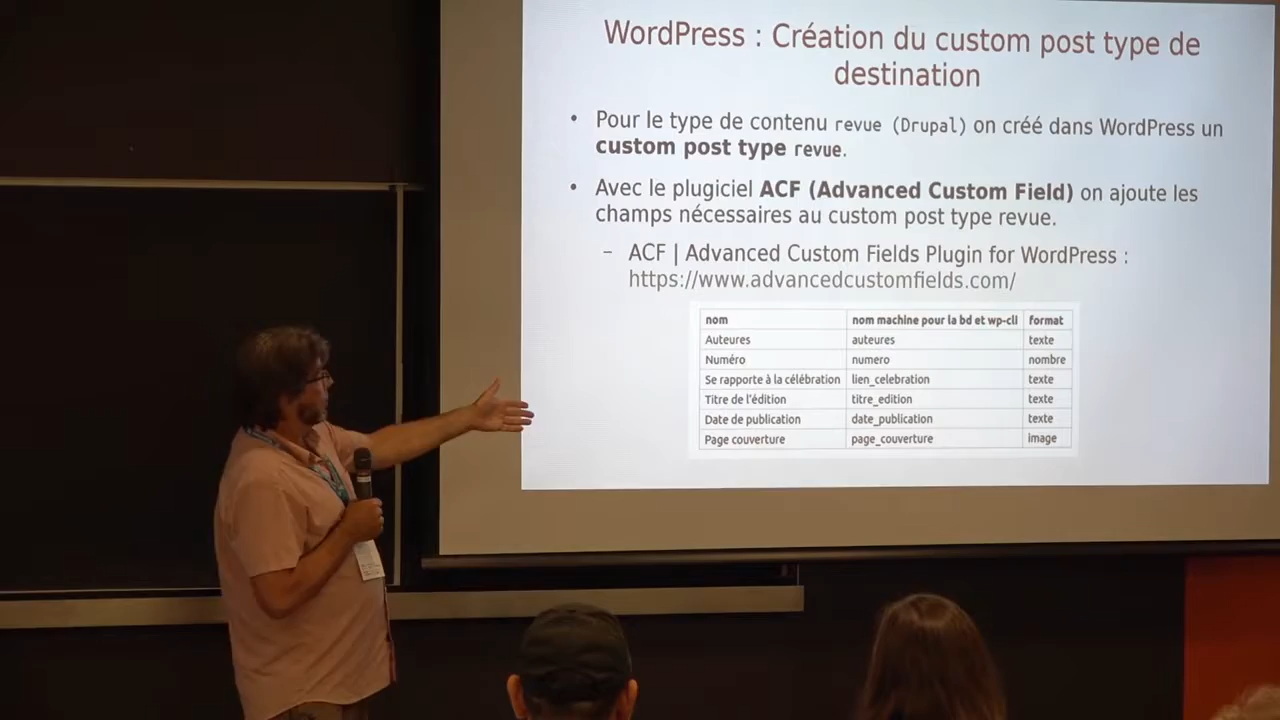 WordPress : Création du custom post type de
destination
• Pour le type de contenu revue (Drupal) on créé dans WordPress un
custom post type revue.
• Avec le plugiciel ACF (Advanced Custom Field) on ajoute les
champs nécessaires au custom post type revue.
– ACF | Advanced Custom Fields Plugin for WordPress :
https://www.advancedcustomfields.com/
nom nom machine pour la bd et wp-cli format
Auteures auteures texte
Numéro numero nombre
Se rapporte à la célébration lien_celebration texte
Titre de l'édition titre_edition texte
Date de publication date_publication texte
Page couverture page_couverture image